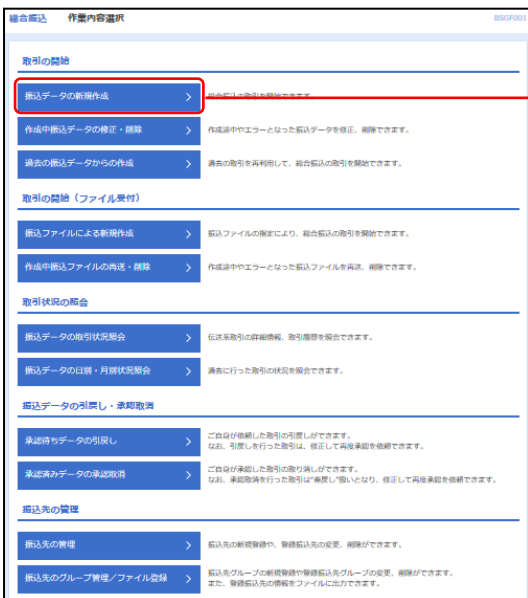 総合振込 作業内容選択 BSGF001
取引の開始
振込データの新規作成 総合振込の取引を開始できます。
作成中振込データの修正・削除 作成途中やエラーとなった振込データを修正、削除できます。
過去の振込データからの作成 過去の取引を再利用して、総合振込の取引を開始できます。
取引の開始（ファイル受付）
振込ファイルによる新規作成 振込ファイルの指定により、総合振込の取引を開始できます。
作成中振込ファイルの再送・削除 作成途中やエラーとなった振込ファイルを再送、削除できます。
取引状況の照会
振込データの取引状況照会 伝送系取引の詳細情報、取引履歴を照会できます。
振込データの日別・月別状況照会 過去に行った取引の状況を照会できます。
振込データの引戻し・承認取消
承認待ちデータの引戻し ご自身が依頼した取引の引戻しができます。
なお、引戻しを行った取引は、修正して再度承認を依頼できます。
承認済みデータの承認取消 ご自身が承認した取引の取り消しができます。
なお、承認取消を行った取引は“差戻し”扱いとなり、修正して再度承認を依頼できます。
振込先の管理
振込先の管理 振込先の新規登録や、登録振込先の変更、削除ができます。
振込先のグループ管理／ファイル登録 振込先グループの新規登録や登録振込先グループの変更、削除ができます。
また、登録振込先の情報をファイルに出力できます。